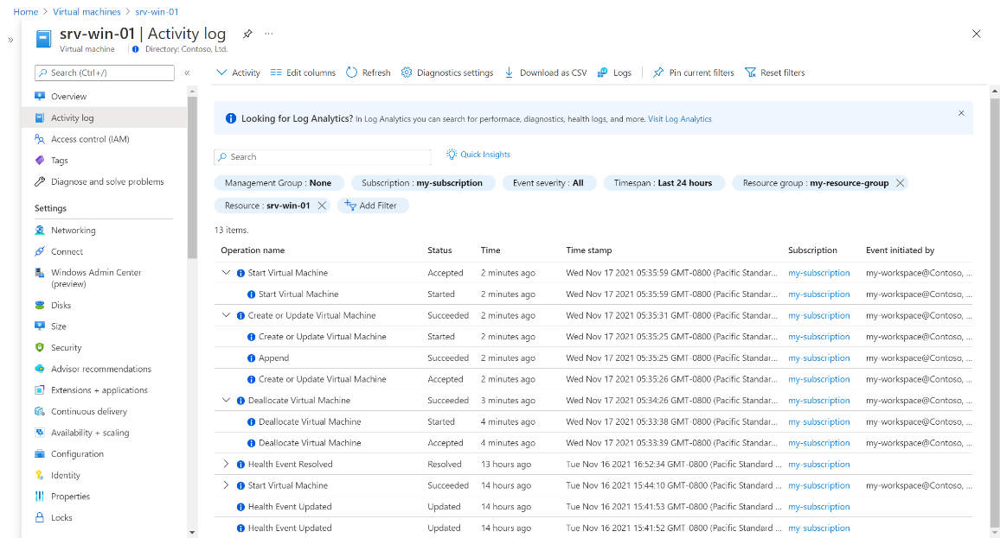 Home > Virtual machines > srv-win-01
srv-win-01 | Activity log ...
Virtual machine Directory: Contoso, Ltd.
Search (Ctrl+/) «
Activity Edit columns Refresh Diagnostics settings Download as CSV Logs Pin current filters Reset filters
Overview
Activity log
Access control (IAM)
Tags
Diagnose and solve problems
Settings
Networking
Connect
Windows Admin Center
(preview)
Disks
Size
Security
Advisor recommendations
Extensions + applications
Continuous delivery
Availability + scaling
Configuration
Identity
Properties
Locks
Looking for Log Analytics? In Log Analytics you can search for performace, diagnostics, health logs, and more. Visit Log Analytics
Search Quick Insights
Management Group : None Subscription : my-subscription Event severity : All Timespan : Last 24 hours Resource group : my-resource-group
Resource : srv-win-01 Add Filter
13 items.
Operation name Status Time Time stamp Subscription Event initiated by
Start Virtual Machine Accepted 2 minutes ago Wed Nov 17 2021 05:35:59 GMT-0800 (Pacific Standar... my-subscription my-workspace@Contoso, ...
Start Virtual Machine Started 2 minutes ago Wed Nov 17 2021 05:35:59 GMT-0800 (Pacific Standar... my-subscription my-workspace@Contoso, ...
Create or Update Virtual Machine Succeeded 2 minutes ago Wed Nov 17 2021 05:35:31 GMT-0800 (Pacific Standar... my-subscription my-workspace@Contoso, ...
Create or Update Virtual Machine Started 2 minutes ago Wed Nov 17 2021 05:35:25 GMT-0800 (Pacific Standar... my-subscription my-workspace@Contoso, ...
Append Succeeded 2 minutes ago Wed Nov 17 2021 05:35:25 GMT-0800 (Pacific Standar... my-subscription my-workspace@Contoso, ...
Create or Update Virtual Machine Accepted 2 minutes ago Wed Nov 17 2021 05:35:26 GMT-0800 (Pacific Standar... my-subscription my-workspace@Contoso, ...
Deallocate Virtual Machine Succeeded 3 minutes ago Wed Nov 17 2021 05:34:26 GMT-0800 (Pacific Standar... my-subscription my-workspace@Contoso, ...
Deallocate Virtual Machine Started 4 minutes ago Wed Nov 17 2021 05:33:38 GMT-0800 (Pacific Standar... my-subscription my-workspace@Contoso, ...
Deallocate Virtual Machine Accepted 4 minutes ago Wed Nov 17 2021 05:33:39 GMT-0800 (Pacific Standar... my-subscription my-workspace@Contoso, ...
Health Event Resolved Resolved 13 hours ago Tue Nov 16 2021 16:52:34 GMT-0800 (Pacific Standard ... my-subscription
Start Virtual Machine Succeeded 14 hours ago Tue Nov 16 2021 15:44:10 GMT-0800 (Pacific Standard ... my-subscription my-workspace@Contoso, ...
Health Event Updated Updated 14 hours ago Tue Nov 16 2021 15:41:53 GMT-0800 (Pacific Standard ... my-subscription
Health Event Updated Updated 14 hours ago Tue Nov 16 2021 15:41:52 GMT-0800 (Pacific Standard ... my-subscription